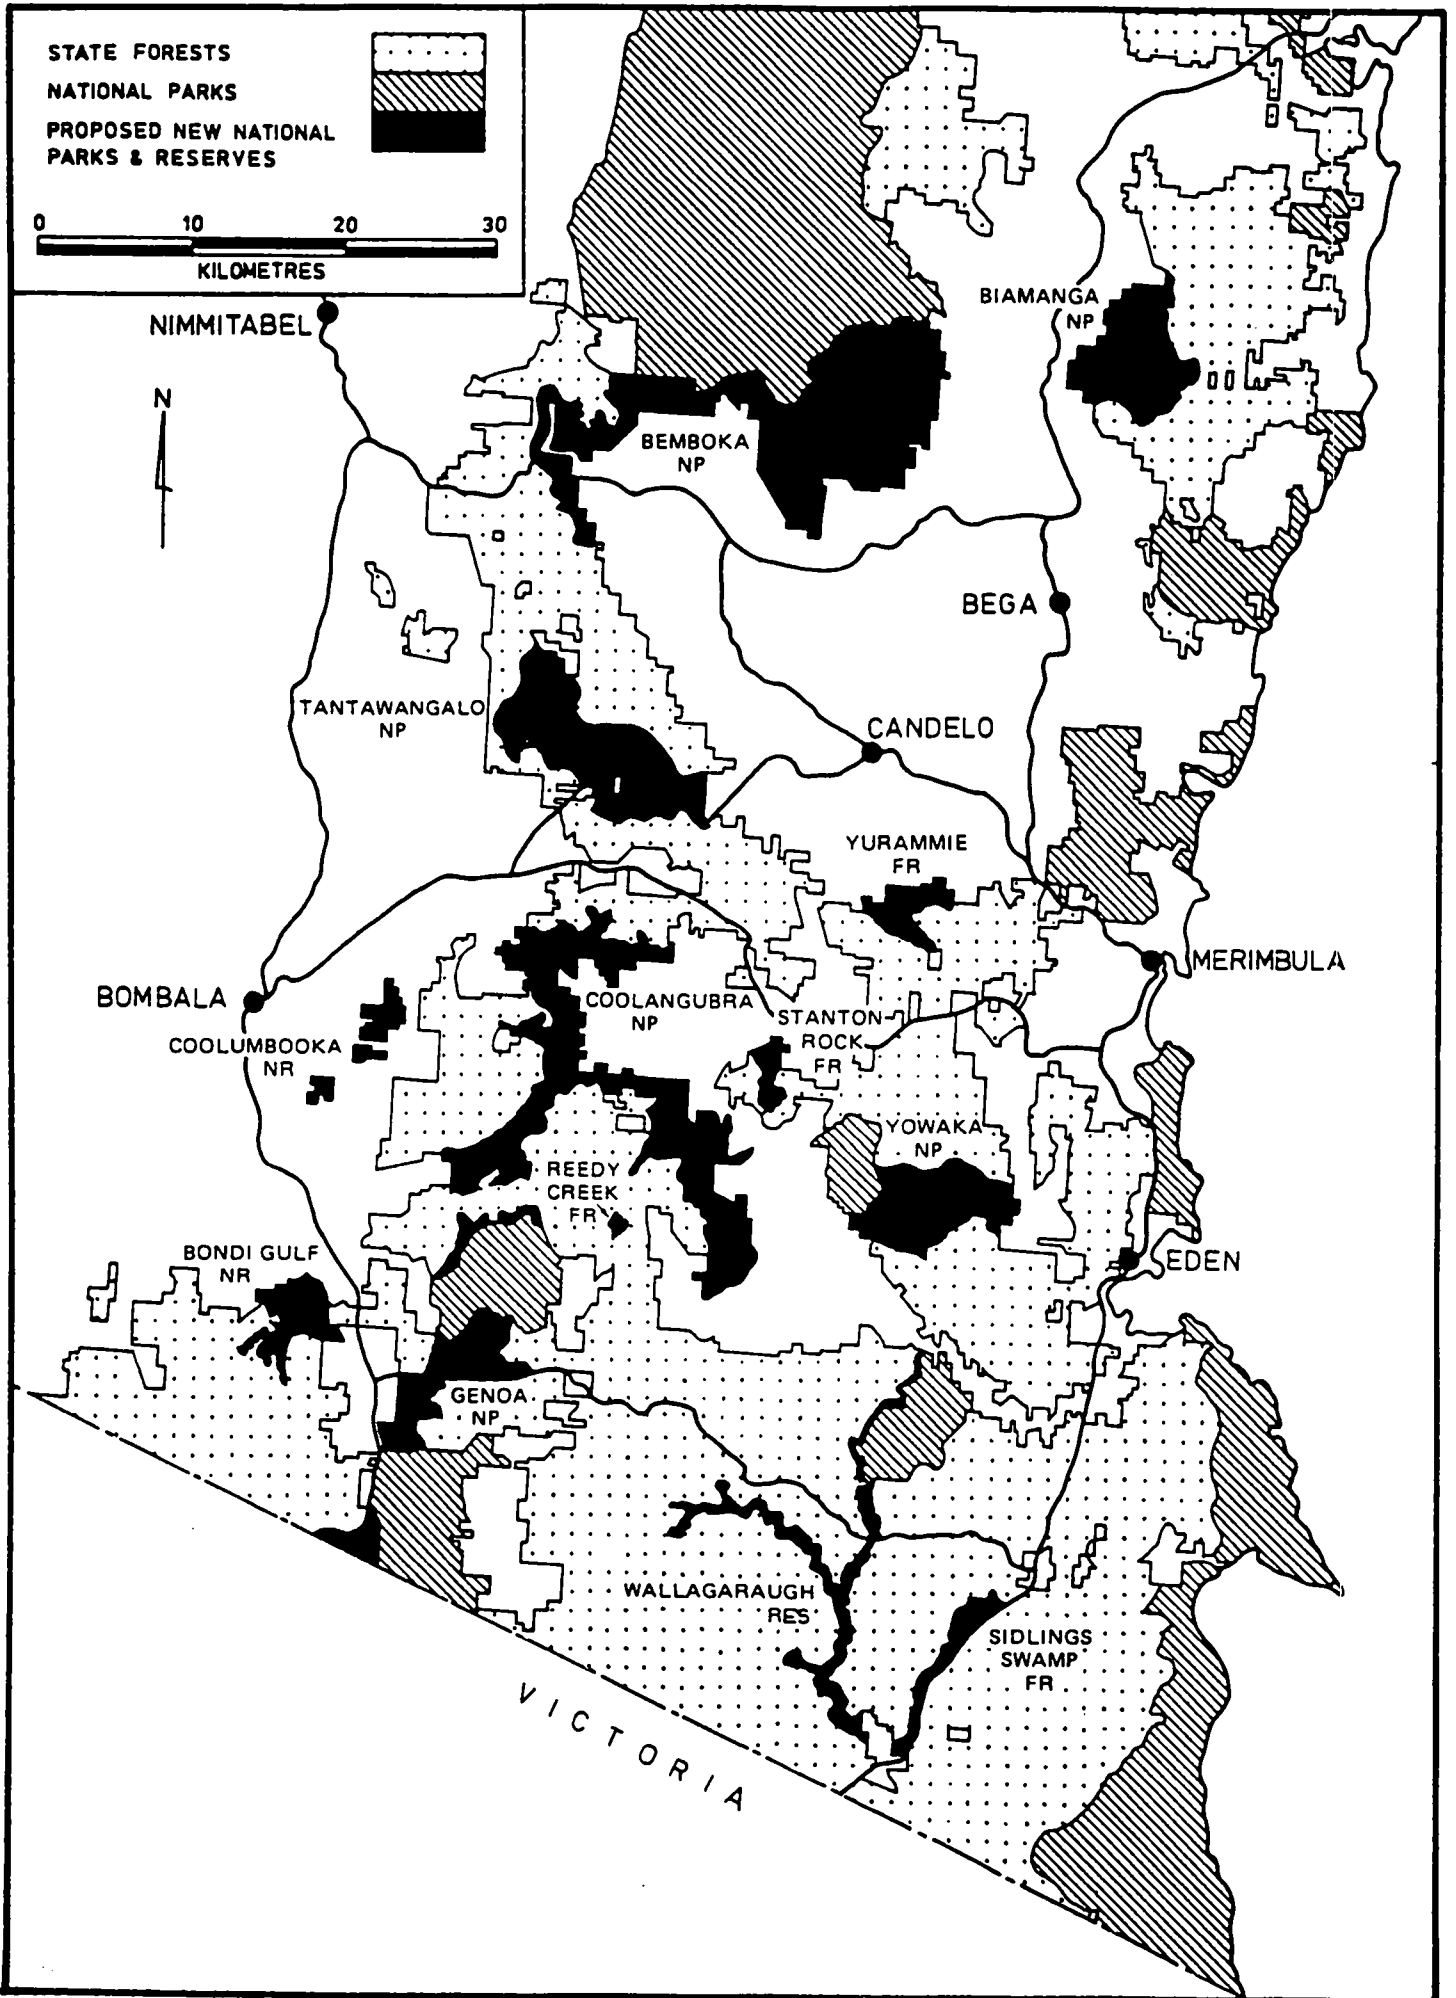 STATE FORESTS
NATIONAL PARKS
PROPOSED NEW NATIONAL
PARKS & RESERVES
0 10 20 30
KILOMETRES
NIMMITABEL
N
BIAMANGA
NP
BEMBOKA
NP
BEGA
TANTAWANGALO
NP
CANDELO
YURAMMIE
FR
MERIMBULA
BOMBALA
COOLANGUBRA
NP
STANTON
ROCK
FR
COOLUMBOOKA
NR
YOWAKA
NP
REEDY
CREEK
FR
BONDI GULF
NR
EDEN
GENOA
NP
WALLAGARAUGH
RES
SIDLINGS
SWAMP
FR
VICTORIA